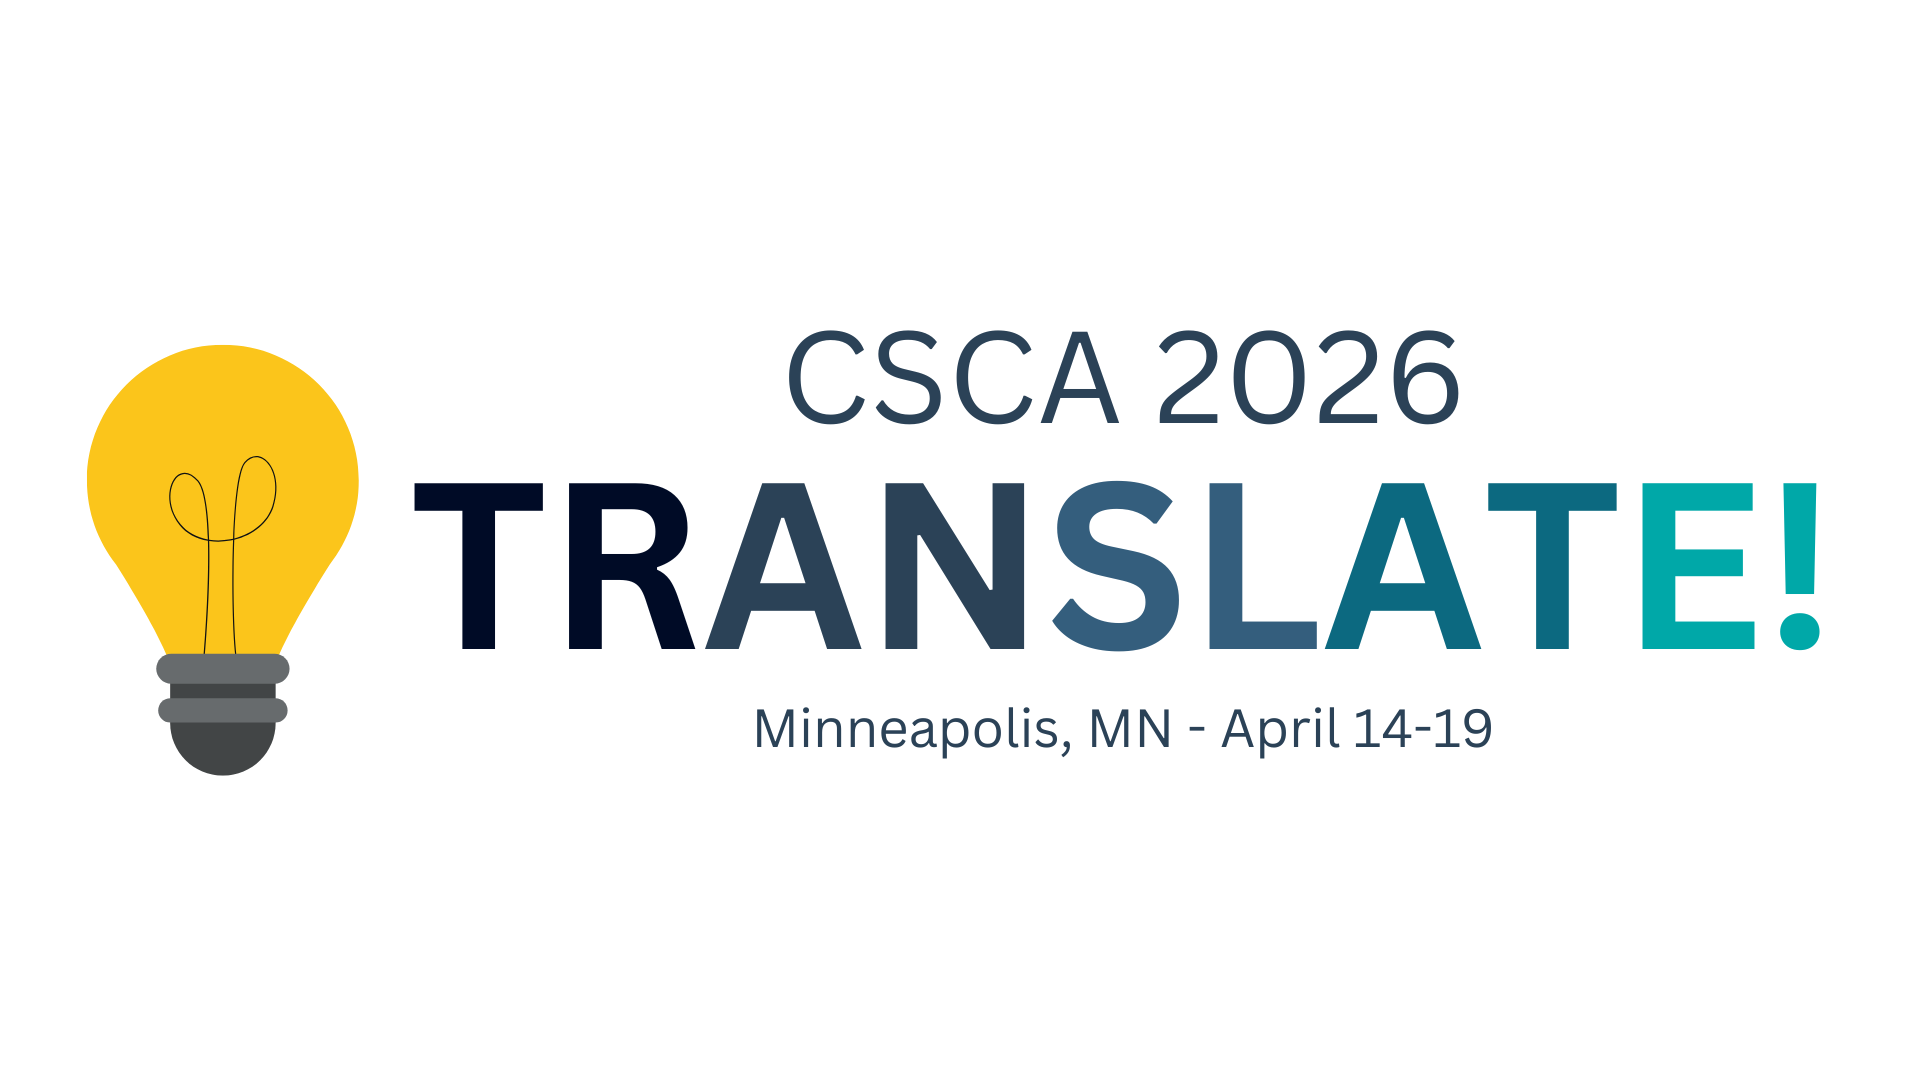 CSCA 2026
TRANSLATE!
Minneapolis, MN - April 14-19